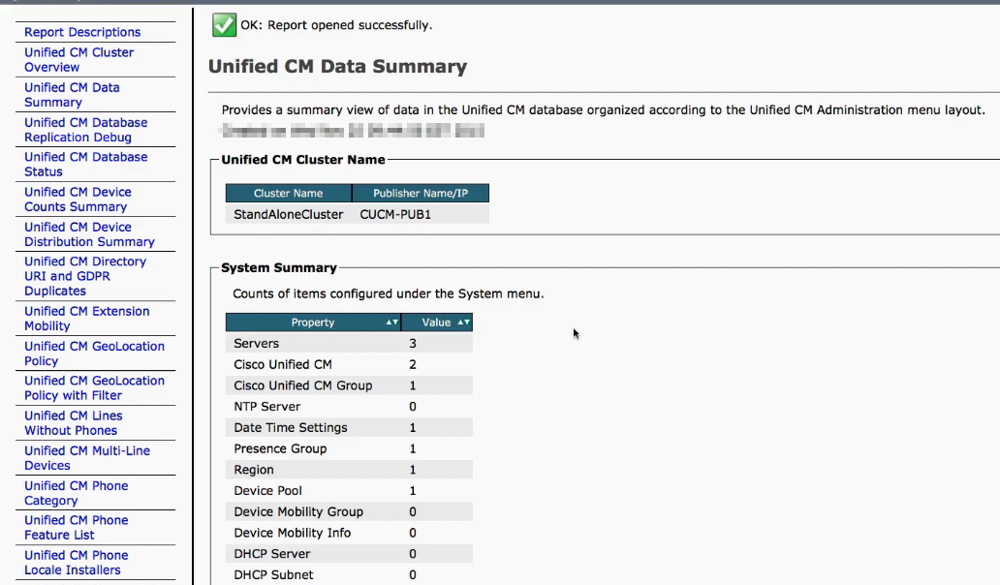 Report Descriptions
Unified CM Cluster
Overview
Unified CM Data
Summary
Unified CM Database
Replication Debug
Unified CM Database
Status
Unified CM Device
Counts Summary
Unified CM Device
Distribution Summary
Unified CM Directory
URI and GDPR
Duplicates
Unified CM Extension
Mobility
Unified CM GeoLocation
Policy
Unified CM GeoLocation
Policy with Filter
Unified CM Lines
Without Phones
Unified CM Multi-Line
Devices
Unified CM Phone
Category
Unified CM Phone
Feature List
Unified CM Phone
Locale Installers
OK: Report opened successfully.
Unified CM Data Summary
Provides a summary view of data in the Unified CM database organized according to the Unified CM Administration menu layout.
Unified CM Cluster Name
Cluster Name Publisher Name/IP
StandAloneCluster CUCM-PUB1
System Summary
Counts of items configured under the System menu.
Property Value
Servers 3
Cisco Unified CM 2
Cisco Unified CM Group 1
NTP Server 0
Date Time Settings 1
Presence Group 1
Region 1
Device Pool 1
Device Mobility Group 0
Device Mobility Info 0
DHCP Server 0
DHCP Subnet 0